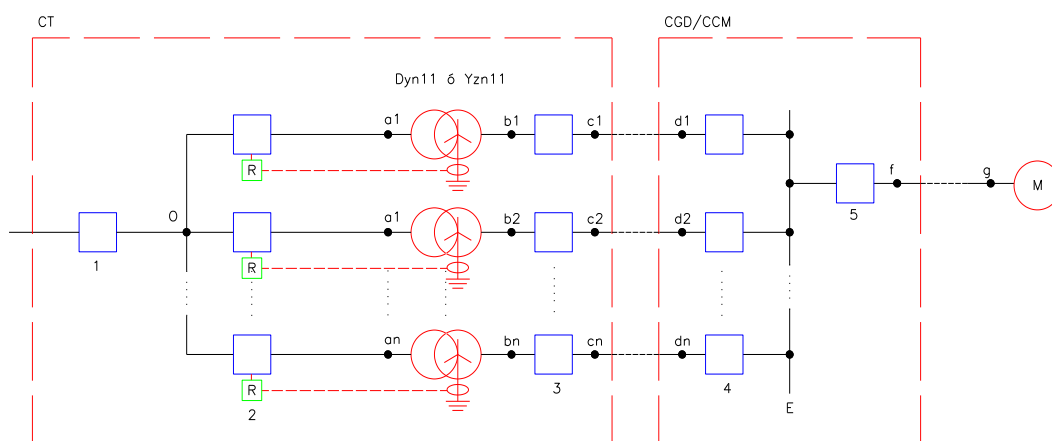 CT
CGD/CCM
Dyn11 ó Yzn11
a1 b1 c1 d1
R
5
f g M
O
1
a1 b2 c2 d2
R
an bn cn dn
R
2 3 4
E